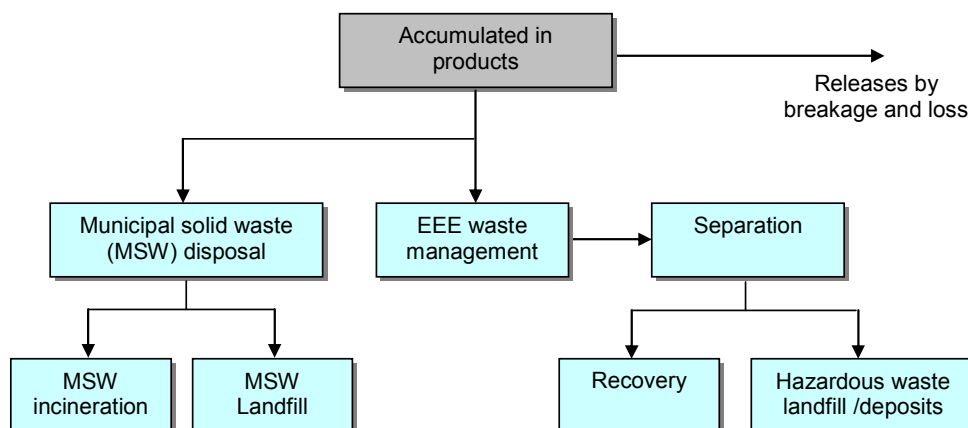 Accumulated in
products
Releases by
breakage and loss
Municipal solid waste
(MSW) disposal
EEE waste
management
Separation
MSW
incineration
MSW
Landfill
Recovery
Hazardous waste
landfill /deposits